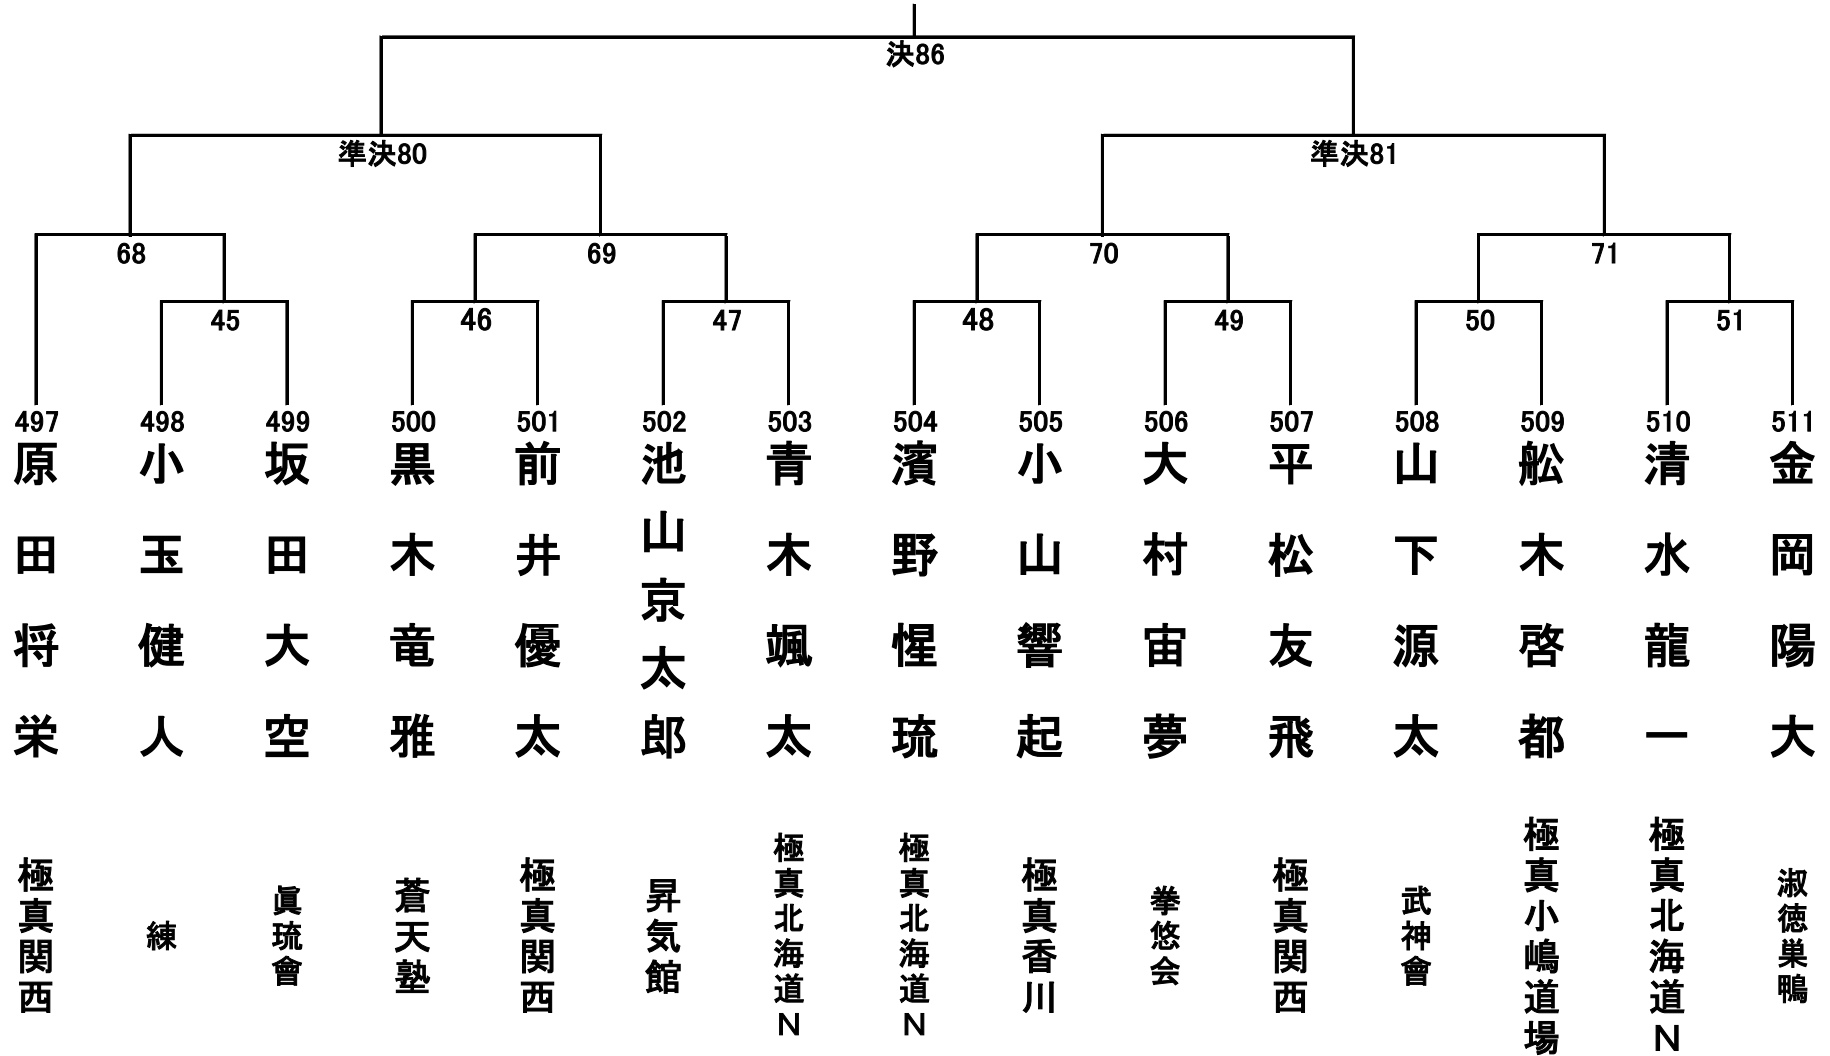 決86
準決80
準決81
68
69
70
71
45
46
47
48
49
50
51
497
498
499
500
501
502
503
504
505
506
507
508
509
510
511
原田将栄
小玉健人
坂田大空
黒木竜雅
前井優太
池山京太郎
青木颯太
濱野惺琉
小山響起
大村宙夢
平松友飛
山下源太
舩木啓都
清水龍一
金岡陽大
極真関西
練
眞琉會
蒼天塾
極真関西
昇気館
極真北海道N
極真北海道N
極真香川
拳悠会
極真関西
武神會
極真小嶋道場
極真北海道N
淑徳巣鴨